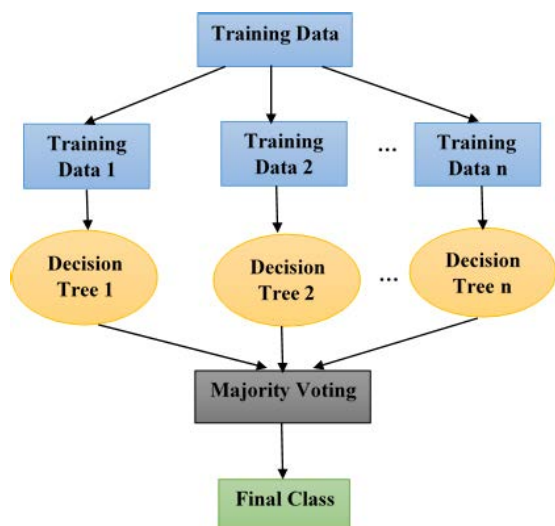 Training Data
Training
Data 1
Training
Data 2
...
Training
Data n
Decision
Tree 1
Decision
Tree 2
...
Decision
Tree n
Majority Voting
Final Class